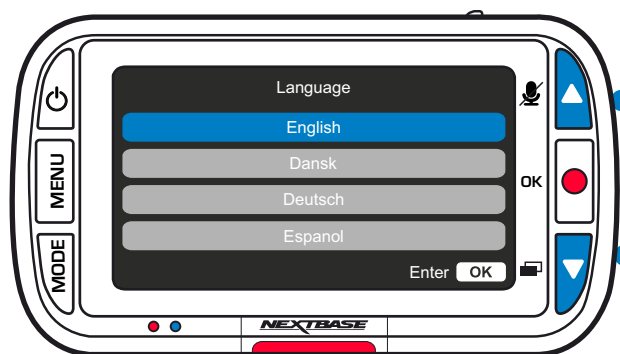 Language
English
Dansk
Deutsch
Espanol
Enter OK
MENU
MODE
OK
NEXTBASE